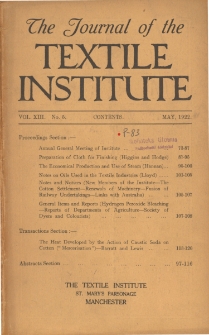 The Journal of the
TEXTILE
INSTITUTE
VOL. XIII. No. 5. CONTENTS. MAY, 1922.
P-83
Proceedings Section :—
Annual General Meeting of Institute
Preparation of Cloth for Finishing (Higgins and Hodge)
The Economical Production and Use of Steam
Notes on Oils Used in the Textile Industries (Lloyd)
Notes and Notices (New Members of the Institute—The
Cotton Settlement—Research of Medievery—Fusion of
Railway Undertakings—Links with Australia)
General Items and Reports (Hydrogen Peroxide Bleaching
—Reports of Department of Agriculture—Society of
Dyers and Colourists)
Transactions Section :—
The Heat Developed by the Action of Caustic Soda on
Cotton ("Mercerisation")—Barratt and Lewis
Abstracts Section
THE TEXTILE INSTITUTE
ST. MARY'S PARSONAGE
MANCHESTER